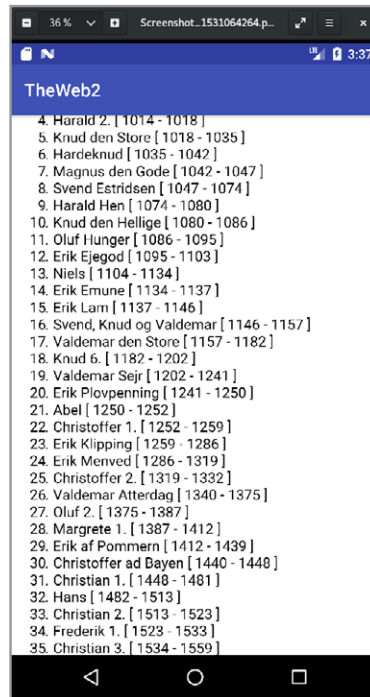 36 % Screenshot_1531064264.p...
LTE 3:37
TheWeb2
4. Harald 2. [ 1014 - 1018 ]
5. Knud den Store [ 1018 - 1035 ]
6. Hardeknud [ 1035 - 1042 ]
7. Magnus den Gode [ 1042 - 1047 ]
8. Svend Estridsen [ 1047 - 1074 ]
9. Harald Hen [ 1074 - 1080 ]
10. Knud den Hellige [ 1080 - 1086 ]
11. Oluf Hunger [ 1086 - 1095 ]
12. Erik Ejegod [ 1095 - 1103 ]
13. Niels [ 1104 - 1134 ]
14. Erik Emune [ 1134 - 1137 ]
15. Erik Lam [ 1137 - 1146 ]
16. Svend, Knud og Valdemar [ 1146 - 1157 ]
17. Valdemar den Store [ 1157 - 1182 ]
18. Knud 6. [ 1182 - 1202 ]
19. Valdemar Sejr [ 1202 - 1241 ]
20. Erik Plovpenning [ 1241 - 1250 ]
21. Abel [ 1250 - 1252 ]
22. Christoffer 1. [ 1252 - 1259 ]
23. Erik Klipping [ 1259 - 1286 ]
24. Erik Menved [ 1286 - 1319 ]
25. Christoffer 2. [ 1319 - 1332 ]
26. Valdemar Atterdag [ 1340 - 1375 ]
27. Oluf 2. [ 1375 - 1387 ]
28. Margrete 1. [ 1387 - 1412 ]
29. Erik af Pommern [ 1412 - 1439 ]
30. Christoffer ad Bayen [ 1440 - 1448 ]
31. Christian 1. [ 1448 - 1481 ]
32. Hans [ 1482 - 1513 ]
33. Christian 2. [ 1513 - 1523 ]
34. Frederik 1. [ 1523 - 1533 ]
35. Christian 3. [ 1534 - 1559 ]